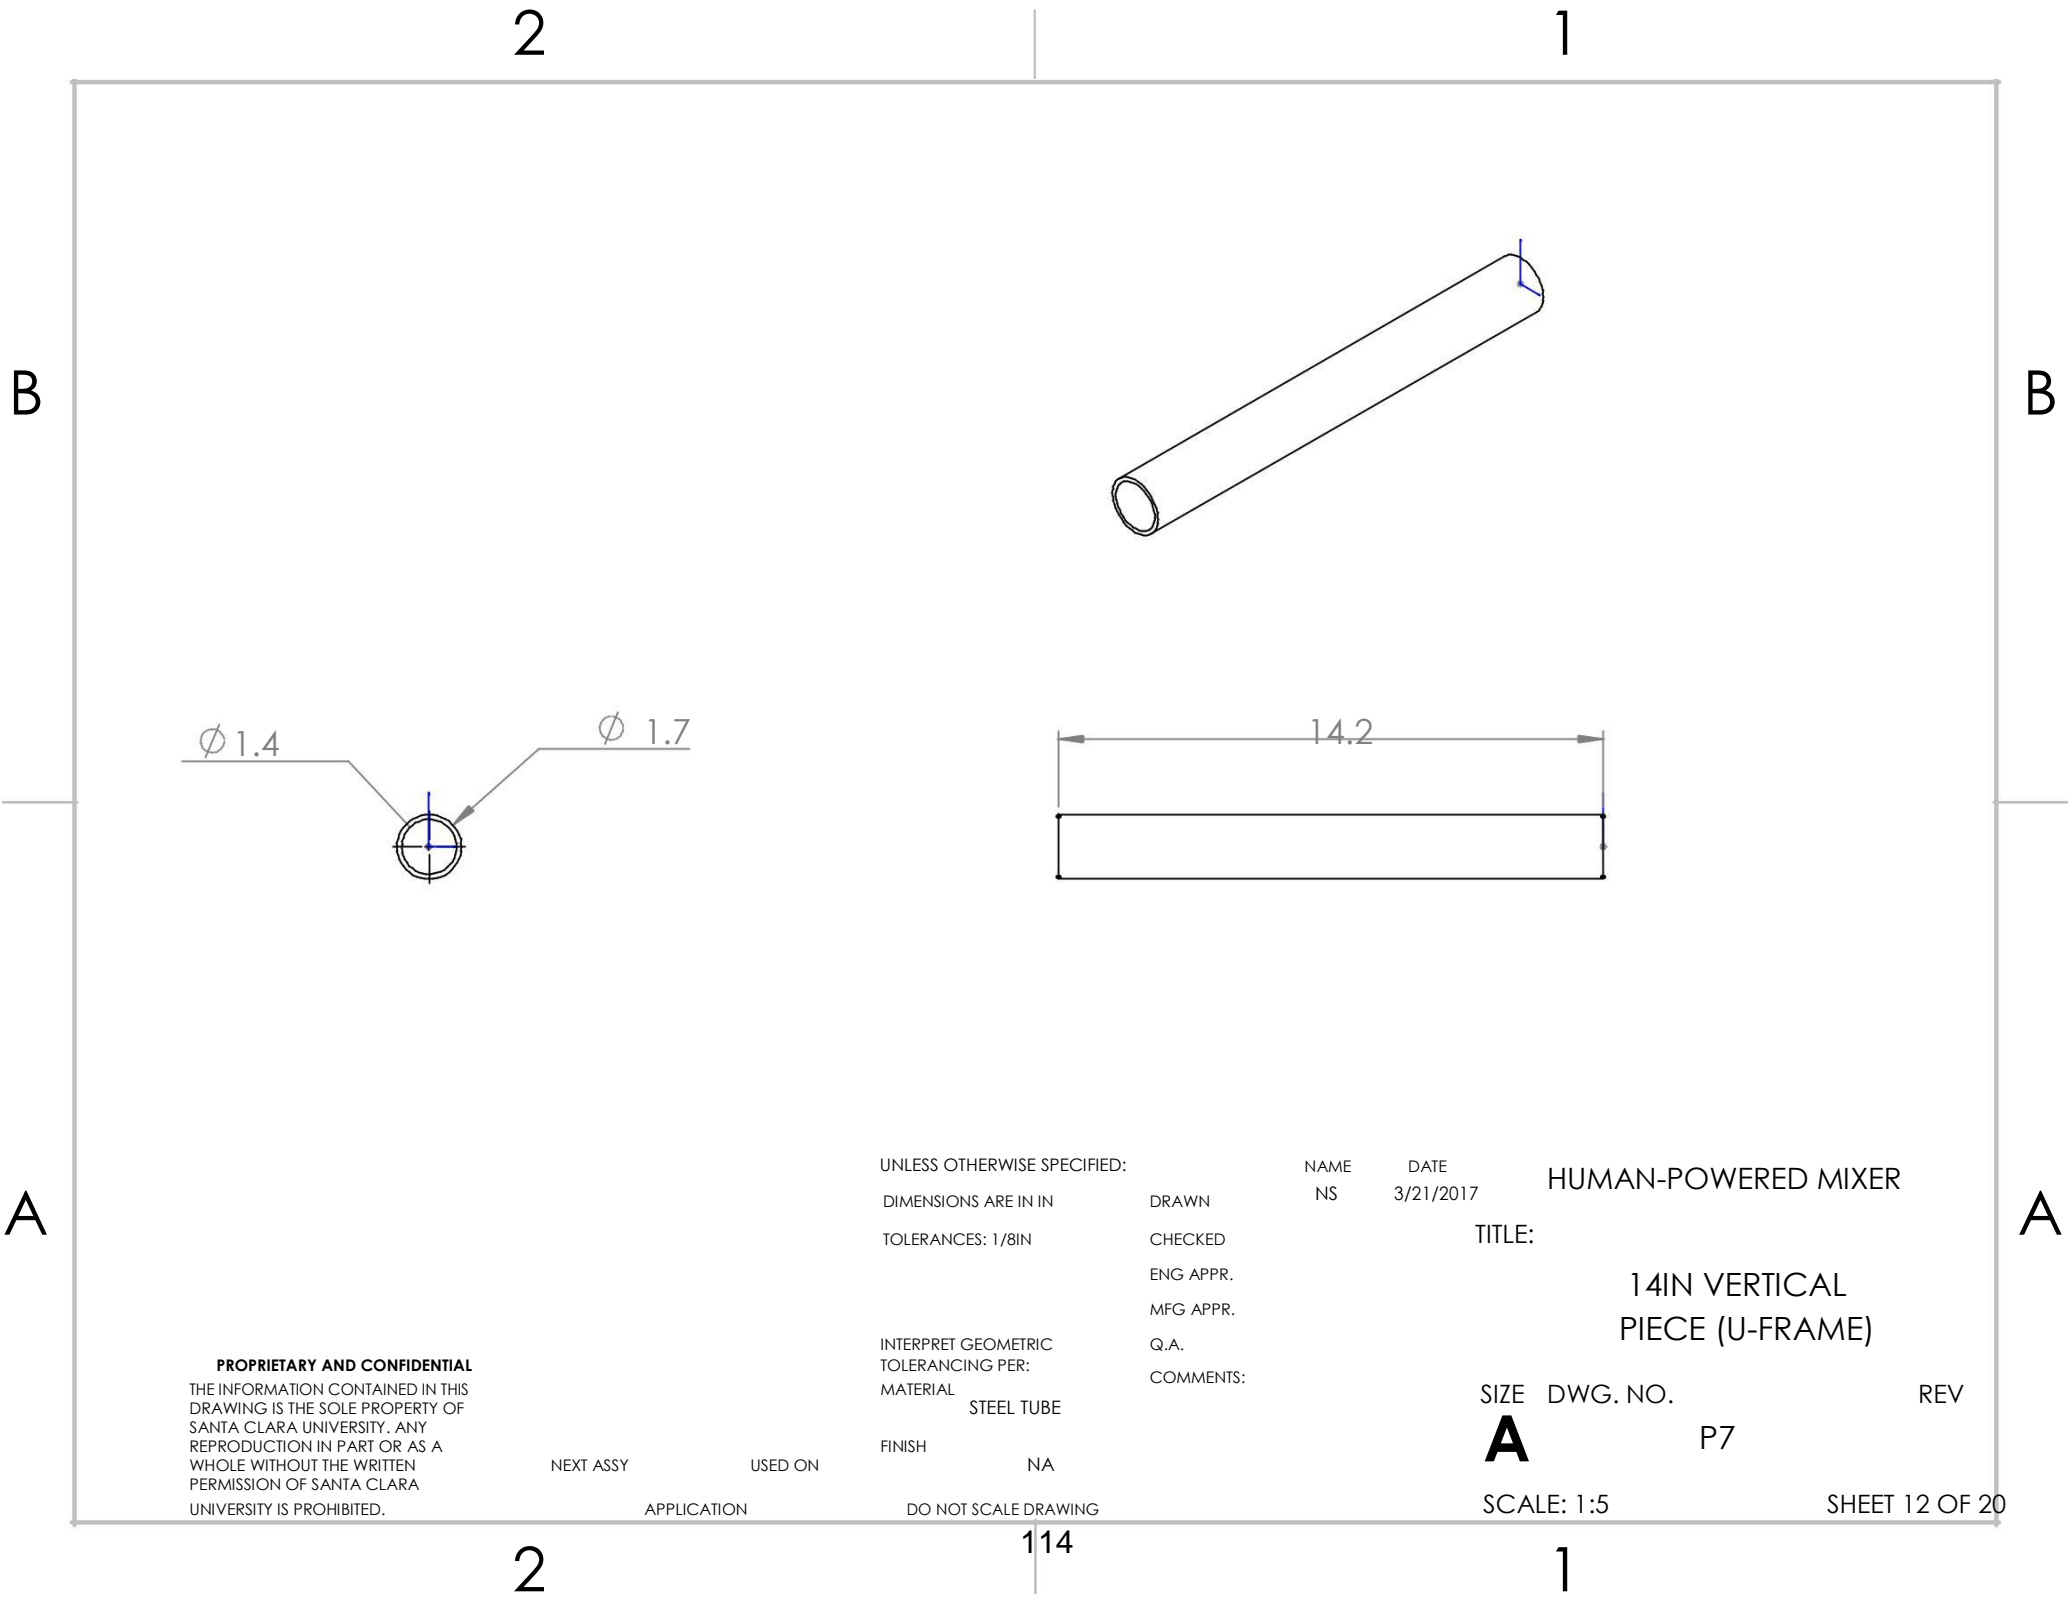 2
1
B
B
Ø 1.4
Ø 1.7
14.2
A
A
UNLESS OTHERWISE SPECIFIED:
DIMENSIONS ARE IN IN
TOLERANCES: 1/8IN
INTERPRET GEOMETRIC
TOLERANCING PER:
MATERIAL
STEEL TUBE
FINISH
NA
DO NOT SCALE DRAWING
NAME
DATE
DRAWN
NS
3/21/2017
CHECKED
ENG APPR.
MFG APPR.
Q.A.
COMMENTS:
HUMAN-POWERED MIXER
TITLE:
14IN VERTICAL
PIECE (U-FRAME)
SIZE
DWG. NO.
REV
A
P7
SCALE: 1:5
SHEET 12 OF 20
PROPRIETARY AND CONFIDENTIAL
THE INFORMATION CONTAINED IN THIS
DRAWING IS THE SOLE PROPERTY OF
SANTA CLARA UNIVERSITY. ANY
REPRODUCTION IN PART OR AS A
WHOLE WITHOUT THE WRITTEN
PERMISSION OF SANTA CLARA
UNIVERSITY IS PROHIBITED.
NEXT ASSY
USED ON
APPLICATION
114
2
1